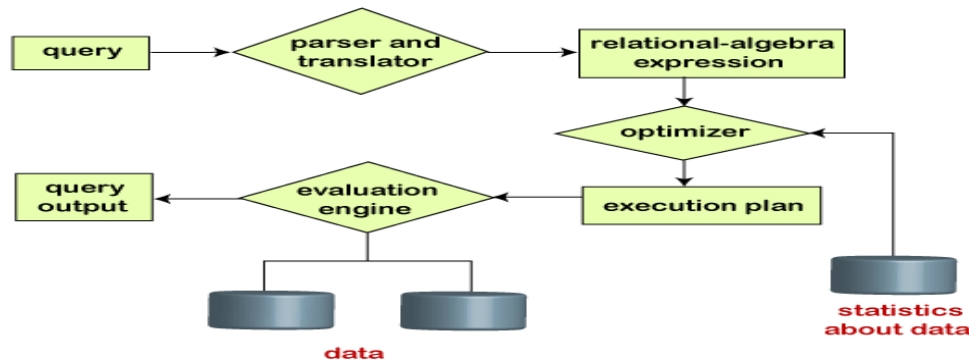 query
parser and
translator
relational-algebra
expression
optimizer
query
output
evaluation
engine
execution plan
statistics
about data
data